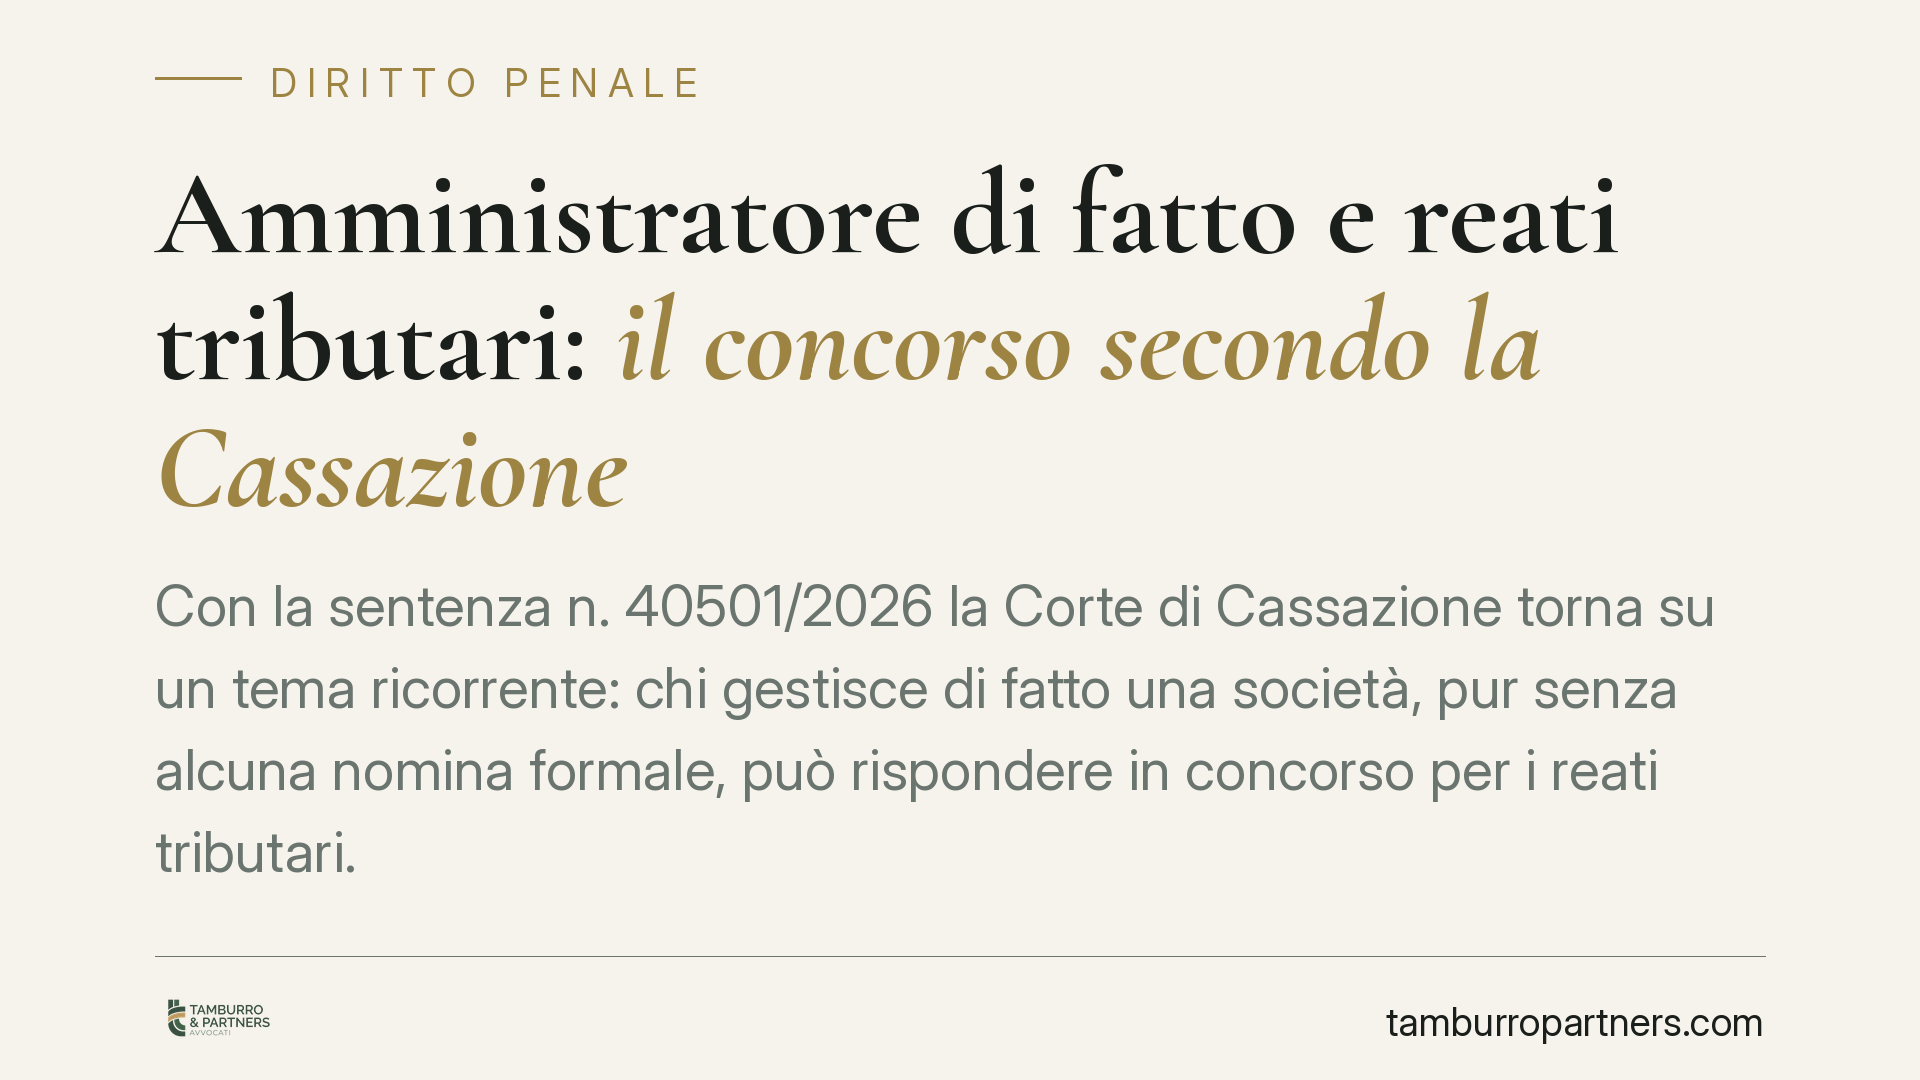 DIRITTO PENALE
Amministratore di fatto e reati
tributari: il concorso secondo la
Cassazione
Con la sentenza n. 40501/2026 la Corte di Cassazione torna su
un tema ricorrente: chi gestisce di fatto una società, pur senza
alcuna nomina formale, può rispondere in concorso per i reati
tributari.
TAMBURRO
& PARTNERS
AVVOCATI
tamburropartners.com